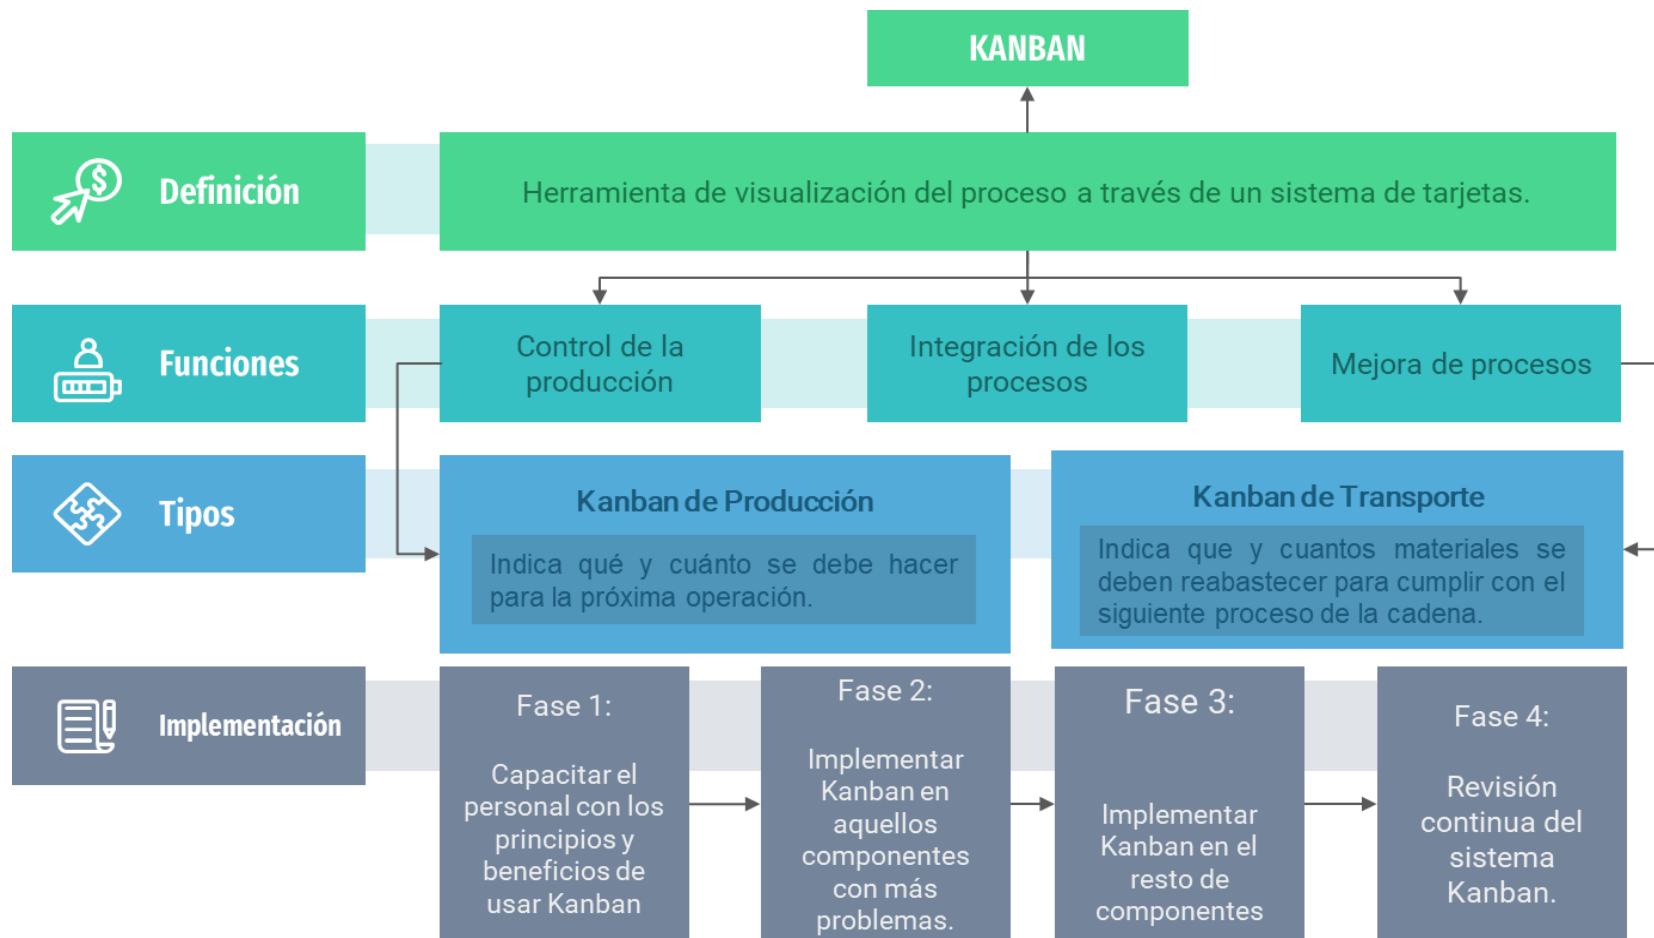 KANBAN
Definición
Herramienta de visualización del proceso a través de un sistema de tarjetas.
Funciones
Control de la
producción
Integración de los
procesos
Mejora de procesos
Tipos
Kanban de Producción
Indica qué y cuánto se debe hacer
para la próxima operación.
Kanban de Transporte
Indica que y cuantos materiales se
deben reabastecer para cumplir con el
siguiente proceso de la cadena.
Implementación
Fase 1:
Capacitar el
personal con los
principios y
beneficios de
usar Kanban
Fase 2:
Implementar
Kanban en
aquellos
componentes
con más
problemas.
Fase 3:
Implementar
Kanban en el
resto de
componentes
Fase 4:
Revisión
continua del
sistema
Kanban.